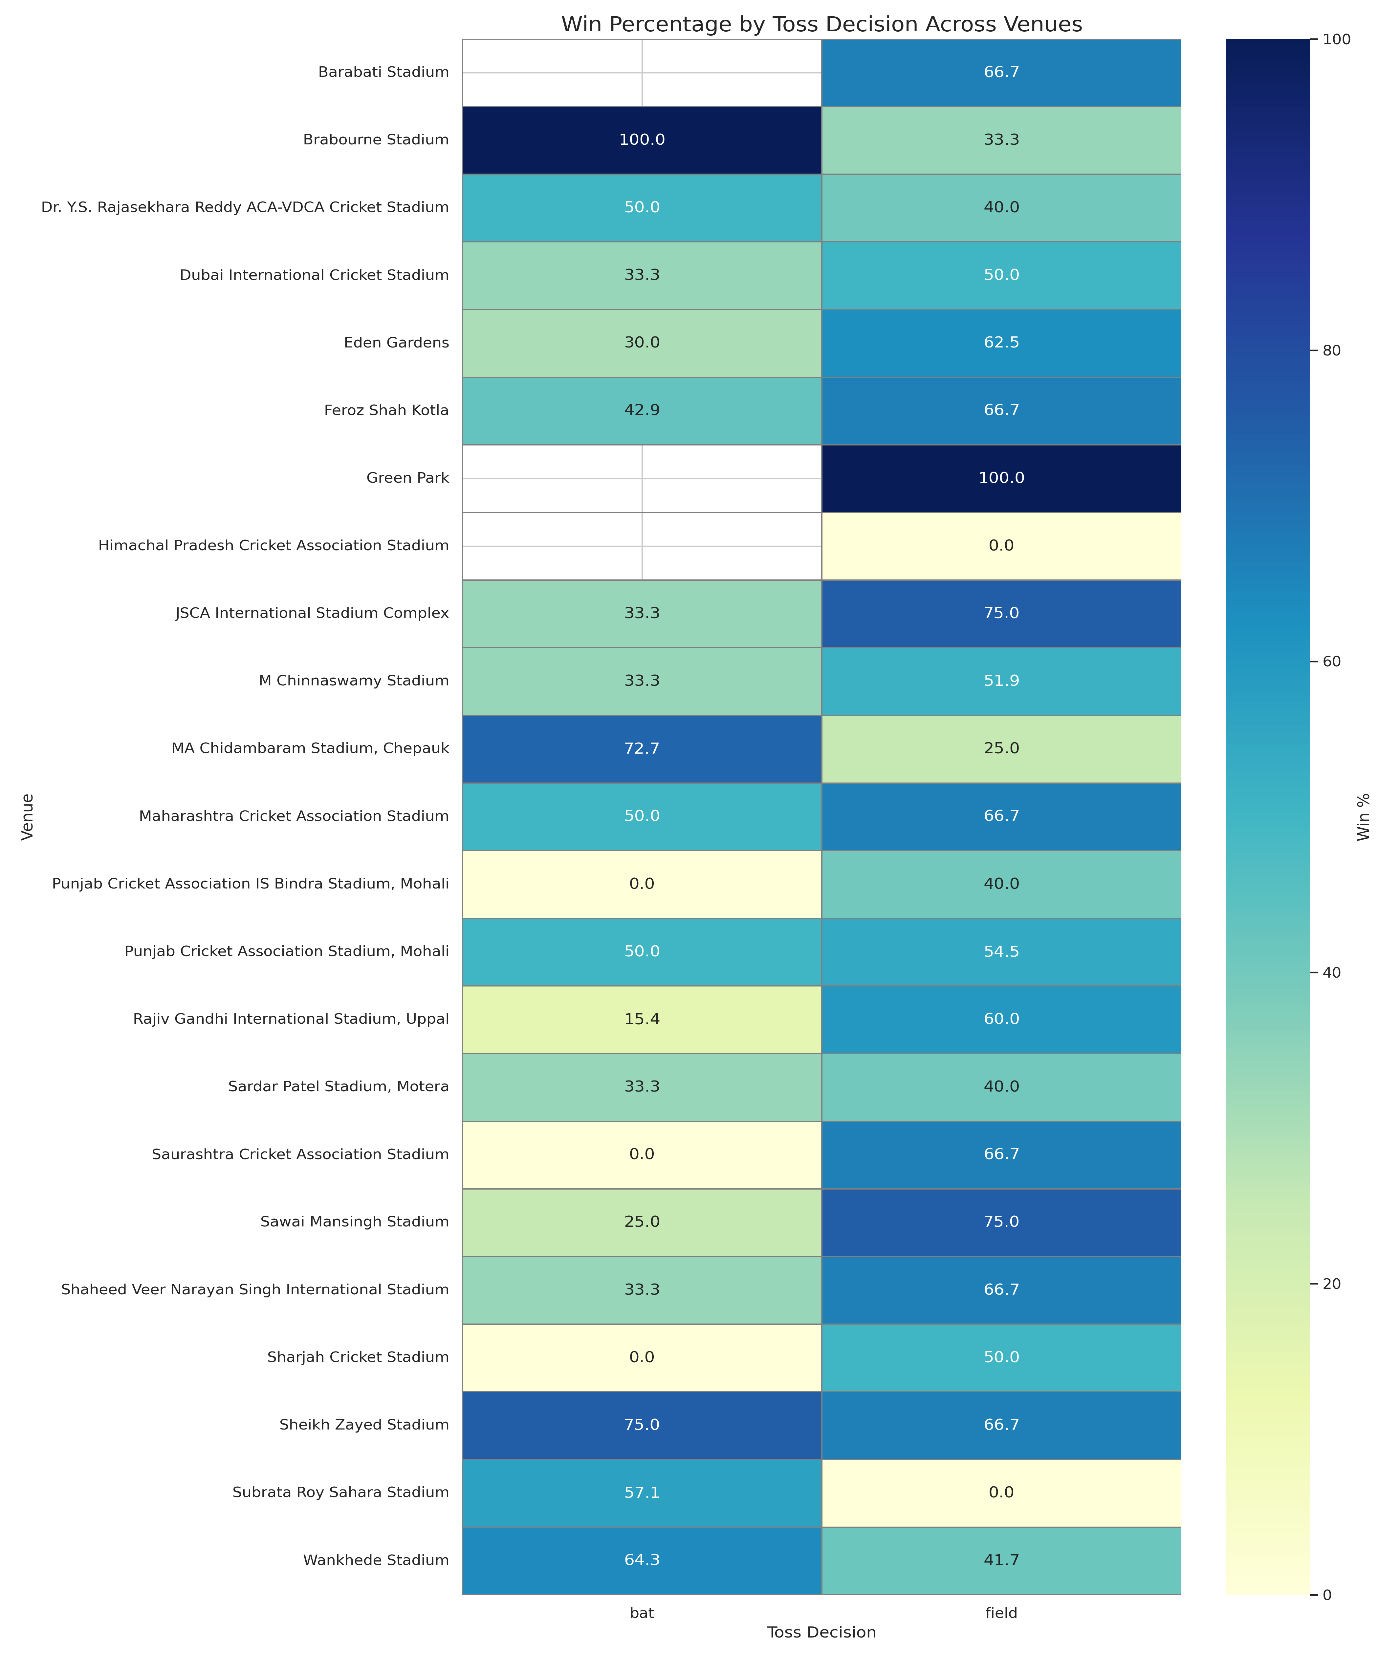 Win Percentage by Toss Decision Across Venues
Barabati Stadium 66.7
Brabourne Stadium 100.0 33.3
Dr. Y.S. Rajasekhara Reddy ACA-VDCA Cricket Stadium 50.0 40.0
Dubai International Cricket Stadium 33.3 50.0
Eden Gardens 30.0 62.5
Feroz Shah Kotla 42.9 66.7
Green Park 100.0
Himachal Pradesh Cricket Association Stadium 0.0
JSCA International Stadium Complex 33.3 75.0
M Chinnaswamy Stadium 33.3 51.9
MA Chidambaram Stadium, Chepauk 72.7 25.0
Maharashtra Cricket Association Stadium 50.0 66.7
Punjab Cricket Association IS Bindra Stadium, Mohali 0.0 40.0
Punjab Cricket Association Stadium, Mohali 50.0 54.5
Rajiv Gandhi International Stadium, Uppal 15.4 60.0
Sardar Patel Stadium, Motera 33.3 40.0
Saurashtra Cricket Association Stadium 0.0 66.7
Sawai Mansingh Stadium 25.0 75.0
Shaheed Veer Narayan Singh International Stadium 33.3 66.7
Sharjah Cricket Stadium 0.0 50.0
Sheikh Zayed Stadium 75.0 66.7
Subrata Roy Sahara Stadium 57.1 0.0
Wankhede Stadium 64.3 41.7
bat field
Toss Decision
Venue
100
80
60
40
20
0
Win %